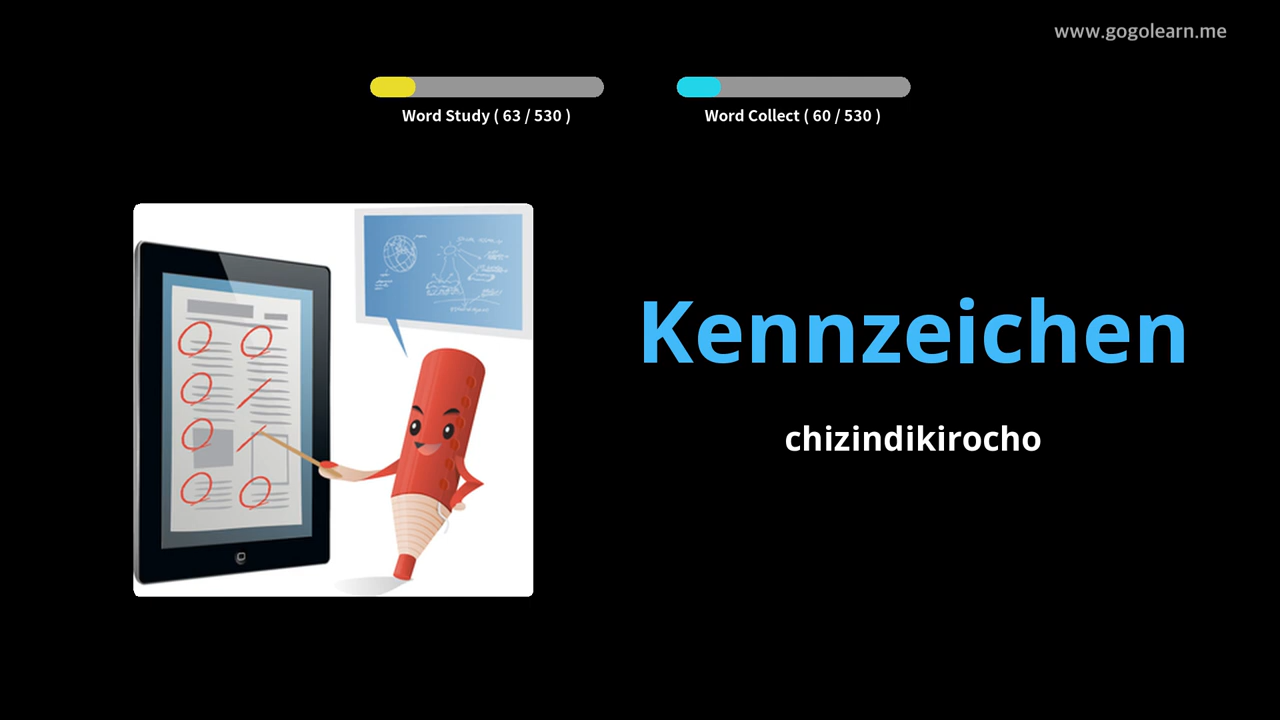 www.gogolearn.me
Word Study ( 63 / 530 )
Word Collect ( 60 / 530 )
Kennzeichen
chizindikirocho